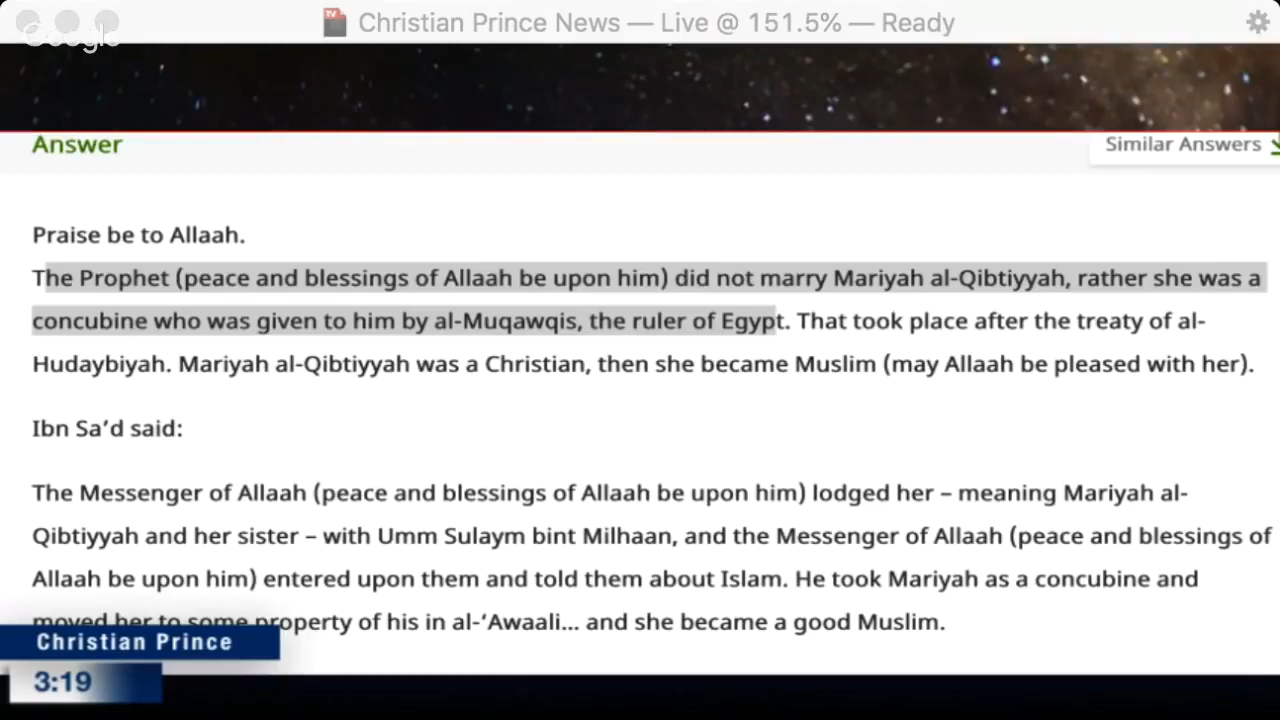 Christian Prince News — Live @ 151.5% — Ready
Google
Answer
Similar Answers
Praise be to Allaah.
The Prophet (peace and blessings of Allaah be upon him) did not marry Mariyah al-Qibtiyyah, rather she was a
concubine who was given to him by al-Muqawqis, the ruler of Egypt. That took place after the treaty of al-
Hudaybiyah. Mariyah al-Qibtiyyah was a Christian, then she became Muslim (may Allaah be pleased with her).
Ibn Sa’d said:
The Messenger of Allaah (peace and blessings of Allaah be upon him) lodged her – meaning Mariyah al-
Qibtiyyah and her sister – with Umm Sulaym bint Milhaan, and the Messenger of Allaah (peace and blessings of
Allaah be upon him) entered upon them and told them about Islam. He took Mariyah as a concubine and
moved her to some property of his in al-‘Awaali… and she became a good Muslim.
Christian Prince
3:19